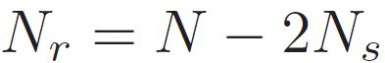 N_r = N − 2N_s